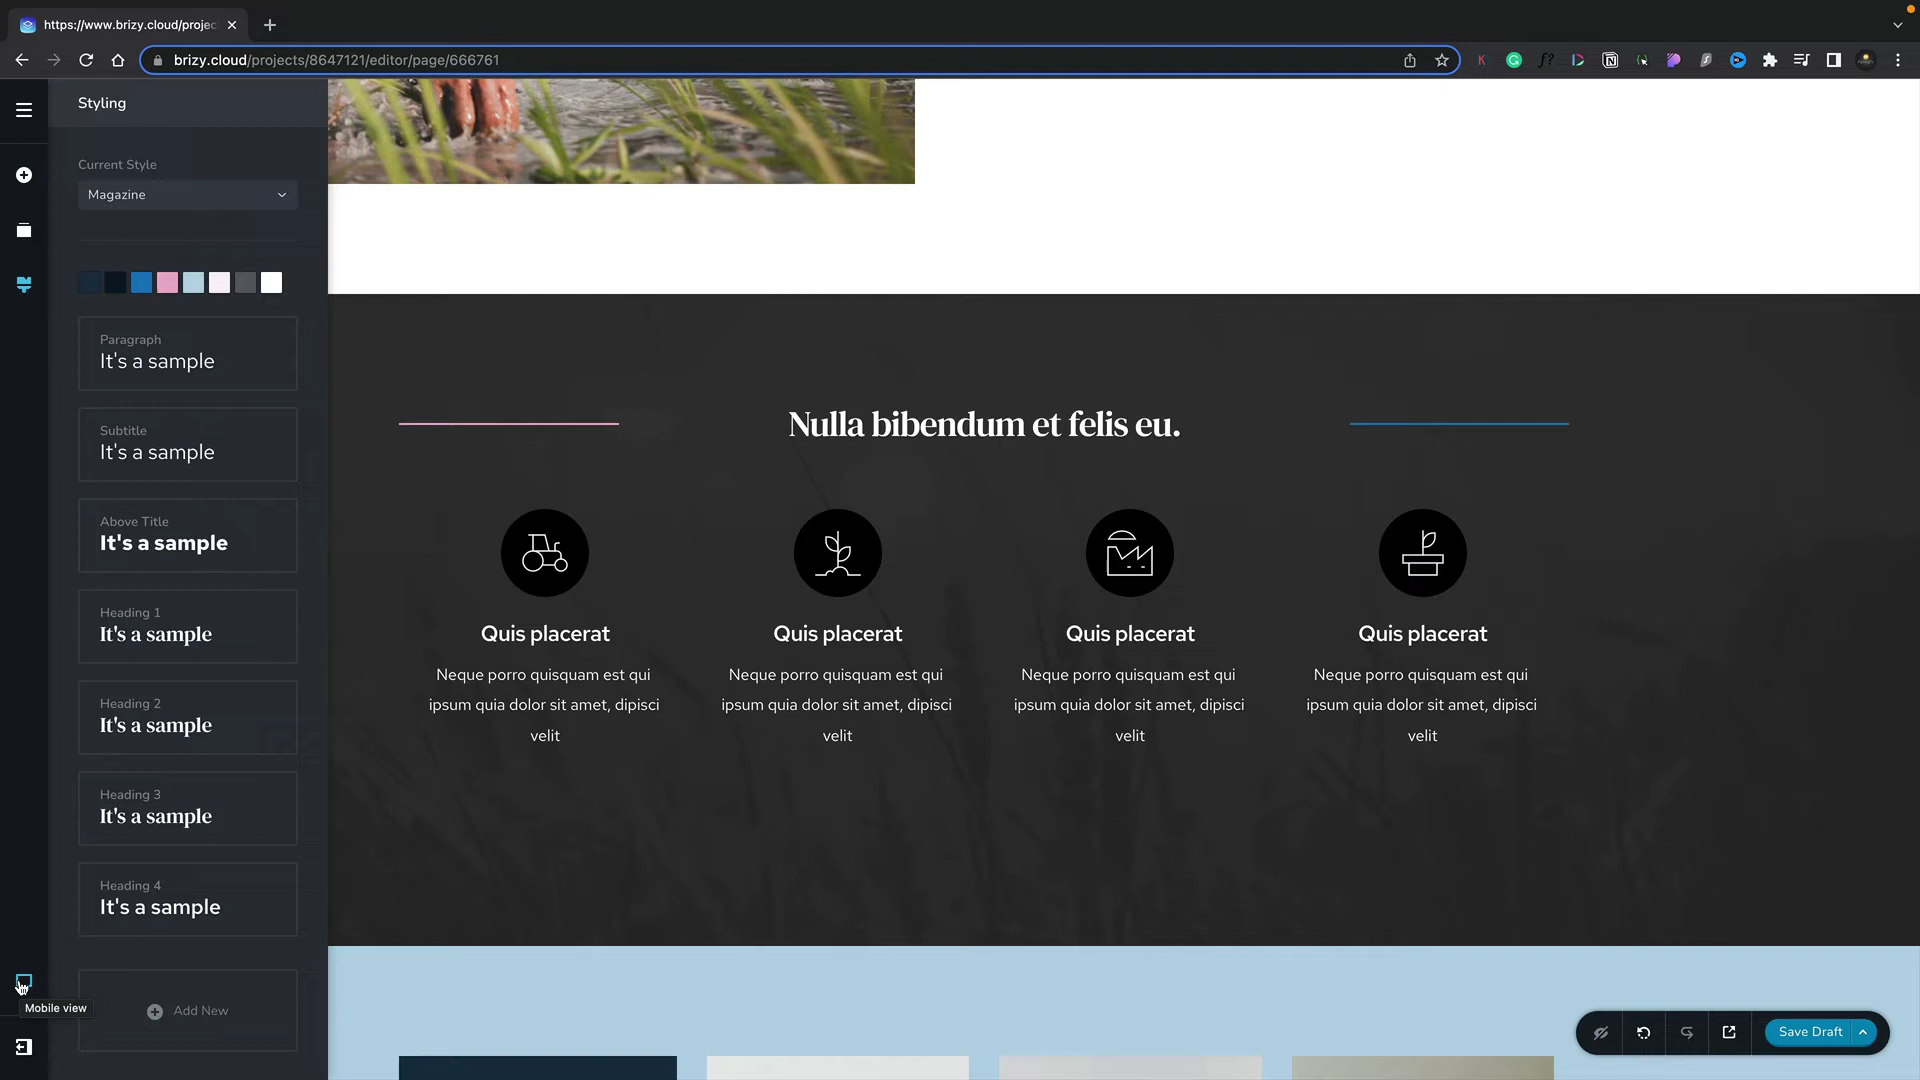 https://www.brizy.cloud/projec
brizy.cloud/projects/8647121/editor/page/666761
Styling
Current Style
Magazine
Paragraph
It's a sample
Subtitle
It's a sample
Above Title
It's a sample
Heading 1
It's a sample
Heading 2
It's a sample
Heading 3
It's a sample
Heading 4
It's a sample
Add New
Mobile view
Nulla bibendum et felis eu.
Quis placerat
Neque porro quisquam est qui
ipsum quia dolor sit amet, dipisci
velit
Quis placerat
Neque porro quisquam est qui
ipsum quia dolor sit amet, dipisci
velit
Quis placerat
Neque porro quisquam est qui
ipsum quia dolor sit amet, dipisci
velit
Quis placerat
Neque porro quisquam est qui
ipsum quia dolor sit amet, dipisci
velit
Save Draft